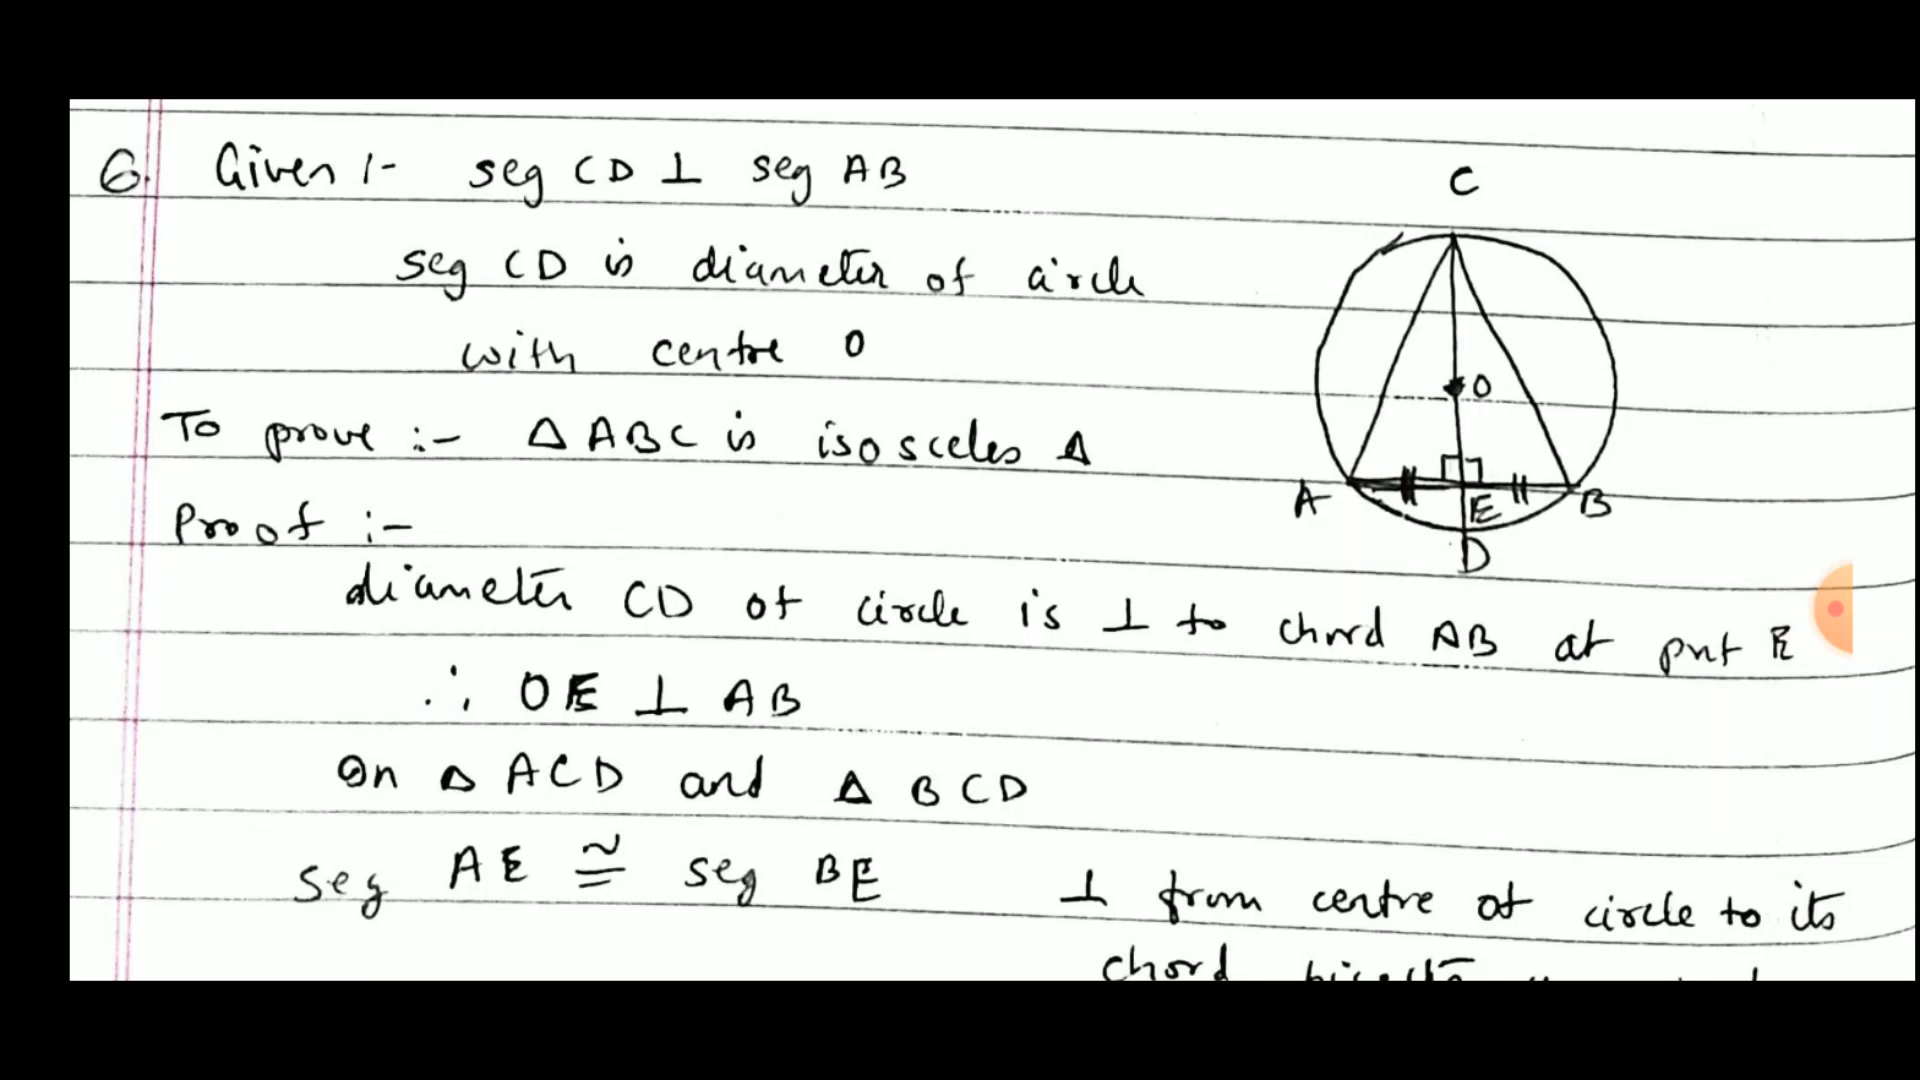 6. Given :- seg CD ⊥ seg AB
seg CD is diameter of circle
with centre O
To prove :- △ ABC is isosceles △
Proof :-
diameter CD of circle is ⊥ to chord AB at pnt E
∴ OE ⊥ AB
On △ ACD and △ BCD
seg AE ≅ seg BE ⊥ from centre of circle to its
chord
C
O
A E B
D